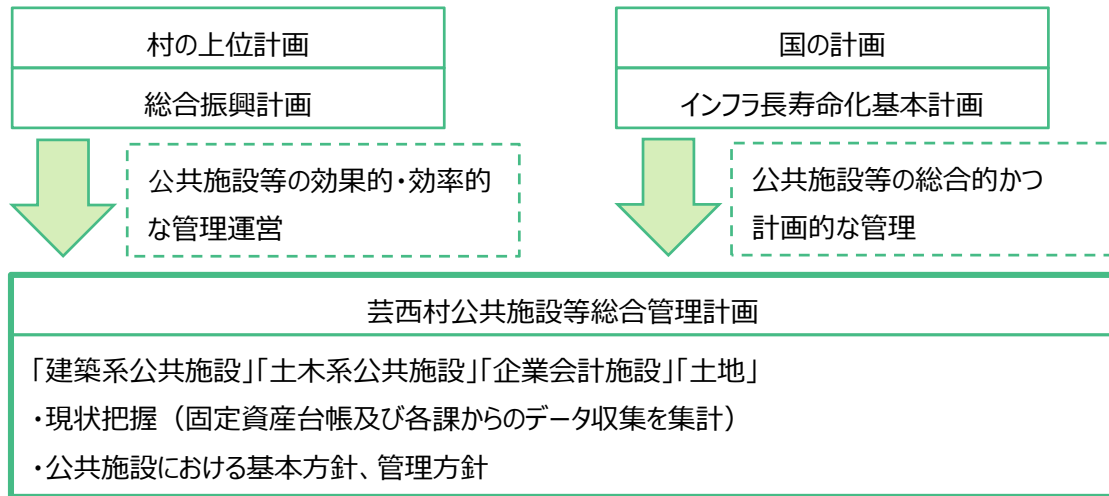 村の上位計画
総合振興計画
国の計画
インフラ長寿命化基本計画
公共施設等の効果的・効率的
な管理運営
公共施設等の総合的かつ
計画的な管理
芸西村公共施設等総合管理計画
「建築系公共施設」「土木系公共施設」「企業会計施設」「土地」
・現状把握（固定資産台帳及び各課からのデータ収集を集計）
・公共施設における基本方針、管理方針